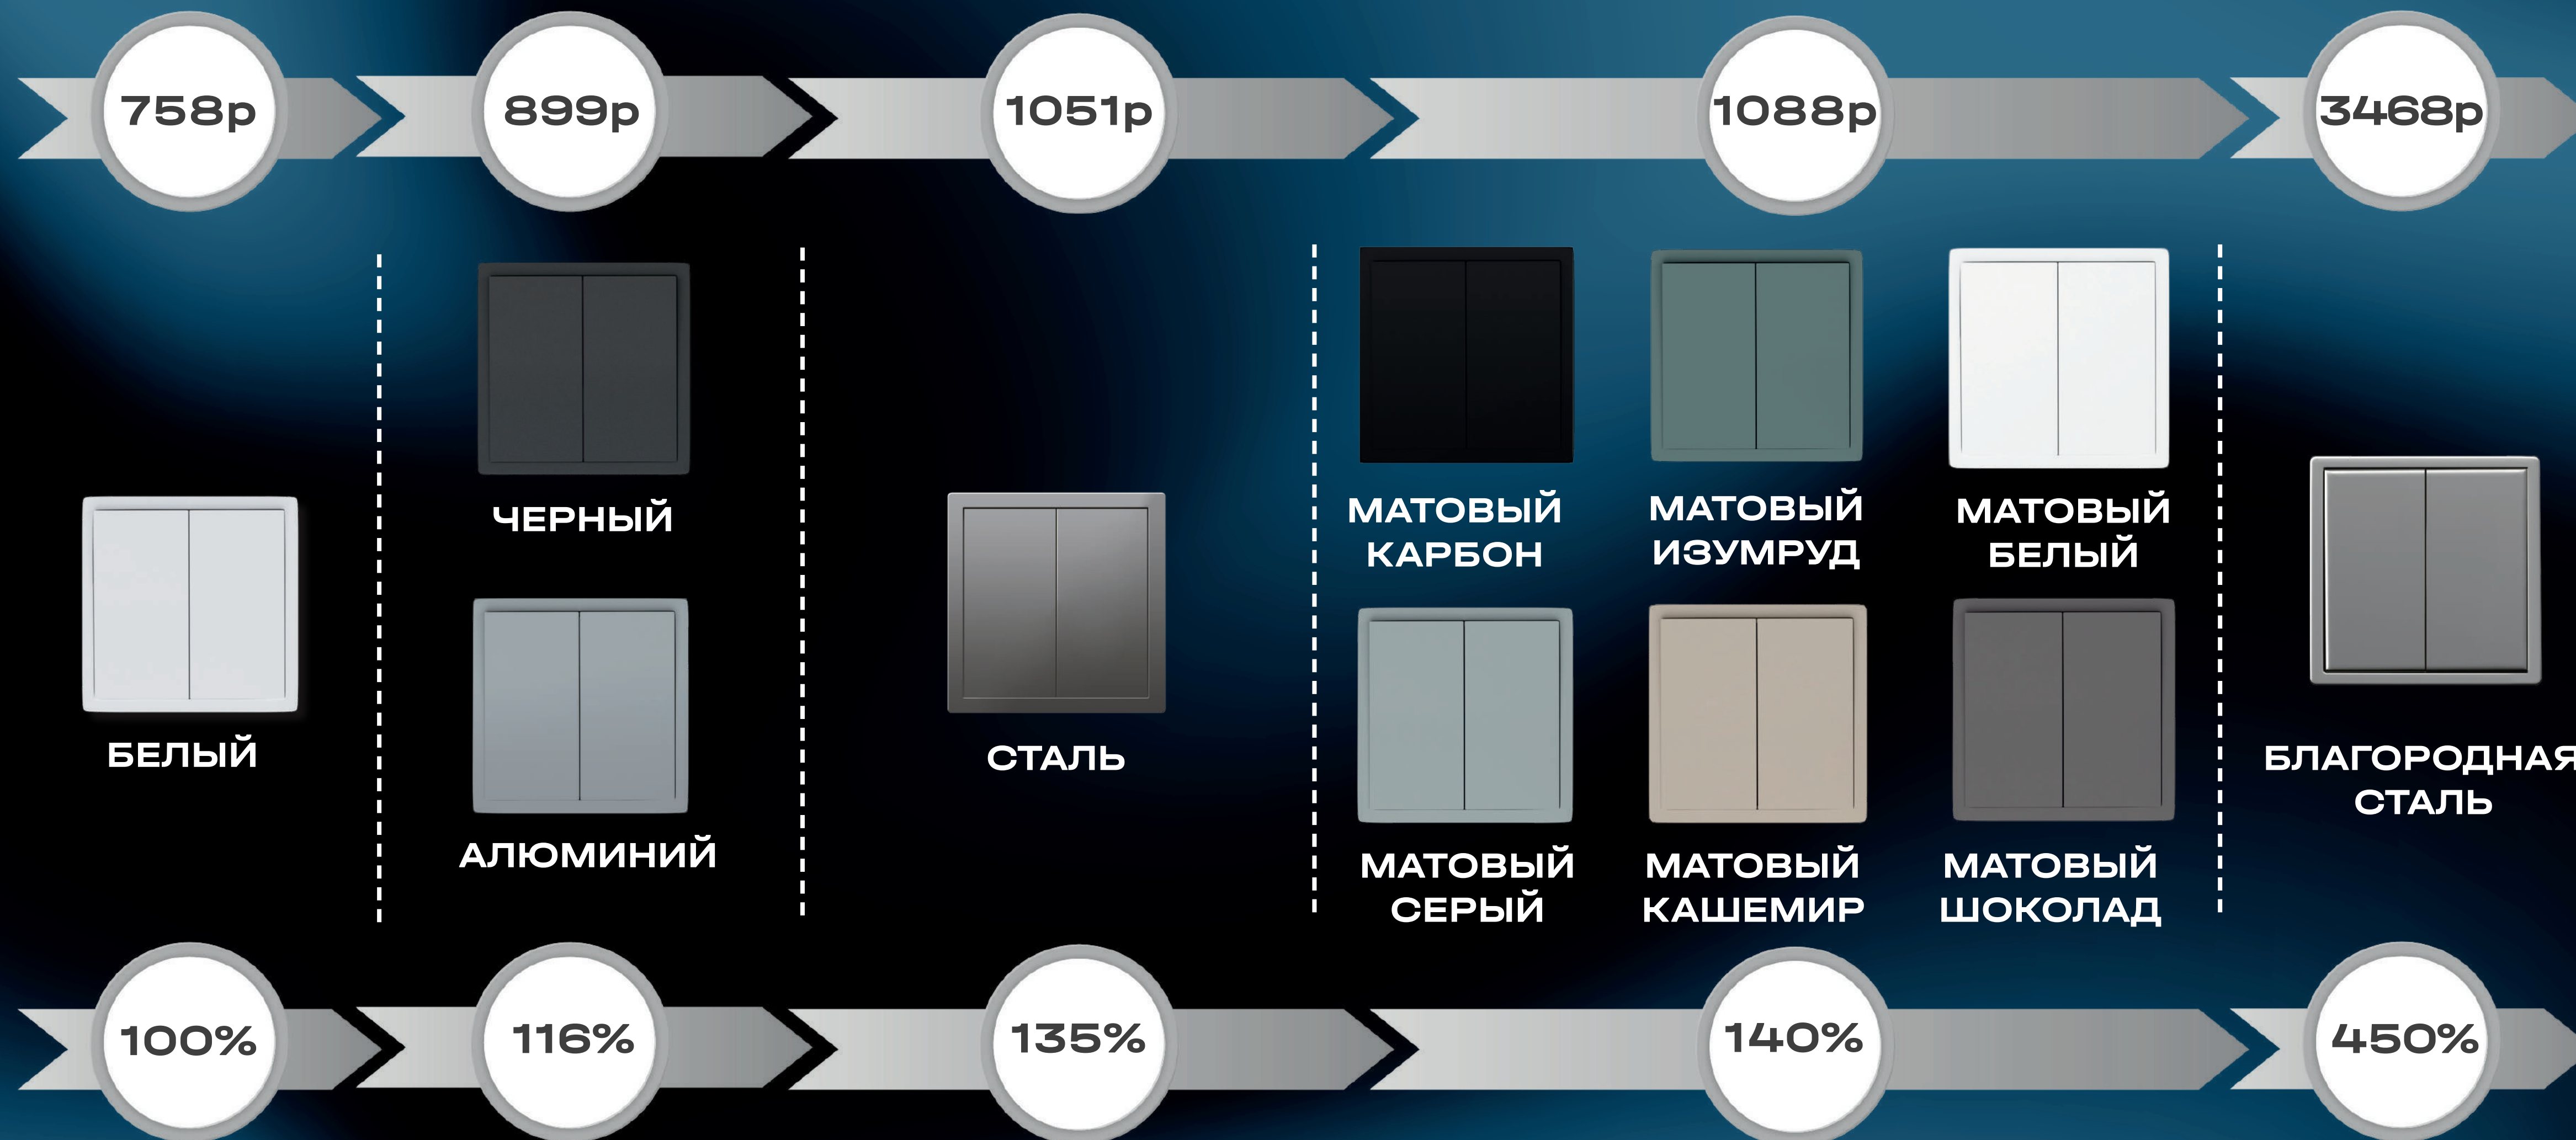 758р
899р
1051р
1088р
3468р
БЕЛЫЙ
ЧЕРНЫЙ
АЛЮМИНИЙ
СТАЛЬ
МАТОВЫЙ
КАРБОН
МАТОВЫЙ
ИЗУМРУД
МАТОВЫЙ
БЕЛЫЙ
МАТОВЫЙ
СЕРЫЙ
МАТОВЫЙ
КАШЕМИР
МАТОВЫЙ
ШОКОЛАД
БЛАГОРОДНАЯ
СТАЛЬ
100%
116%
135%
140%
450%